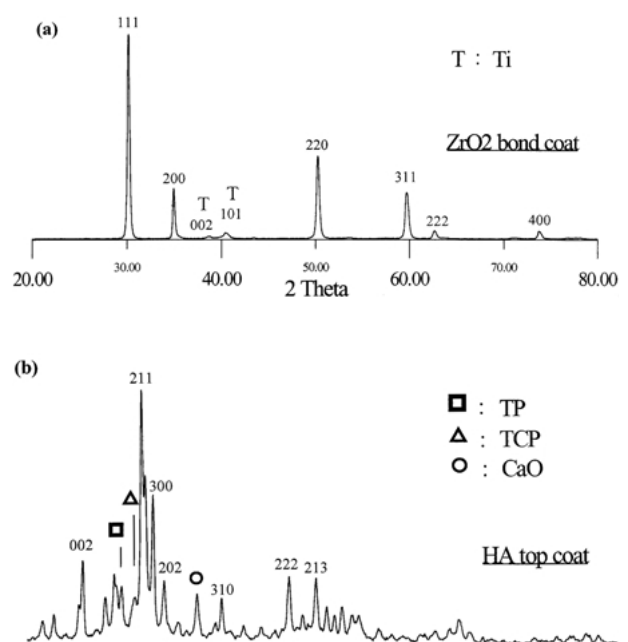 (a)
111
T : Ti
ZrO2 bond coat
220
200
T
T
002
101
311
222
400
20.00
30.00
40.00
50.00
60.00
70.00
80.00
2 Theta
(b)
211
: TP
: TCP
: CaO
300
002
202
310
222
213
HA top coat